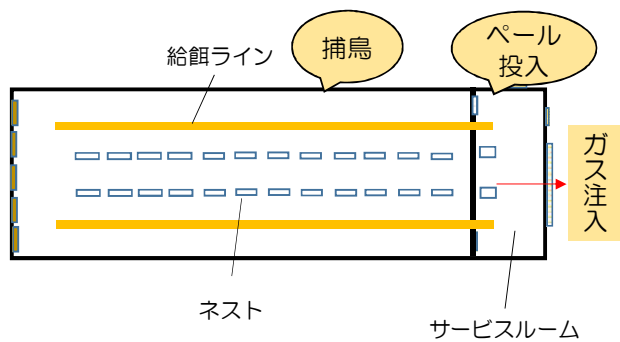 給餌ライン
捕鳥
ペール
投入
ガス注入
ネスト
サービスルーム